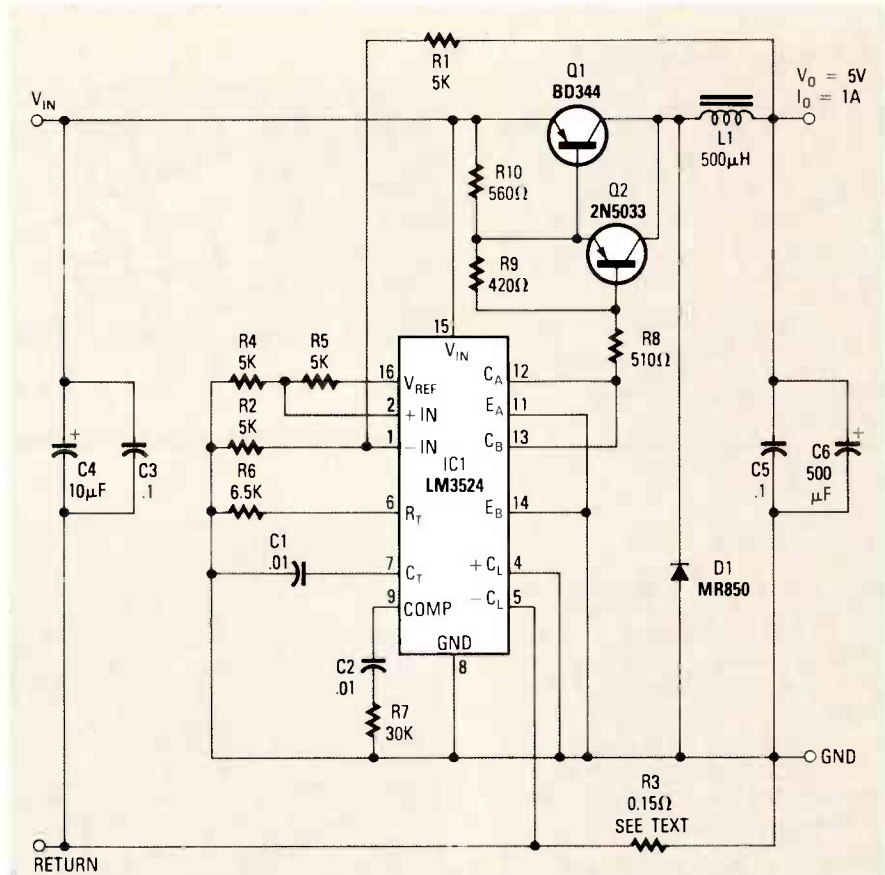 R1
5K
Q1
BD344
V_O = 5V
I_O = 1A
V_IN
L1
500µH
R10
560Ω
Q2
2N5033
R9
420Ω
R8
510Ω
15
V_IN
R4
5K
R5
5K
16
V_REF
C_A
12
2
+ IN
E_A
11
R2
5K
1
− IN
C_B
13
IC1
LM3524
R6
6.5K
6
R_T
E_B
14
C4
10µF
C3
.1
C5
.1
C6
500
µF
C1
.01
7
C_T
+ C_L
4
9
COMP
− C_L
5
D1
MR850
GND
8
C2
.01
R7
30K
GND
R3
0.15Ω
SEE TEXT
RETURN
+
+